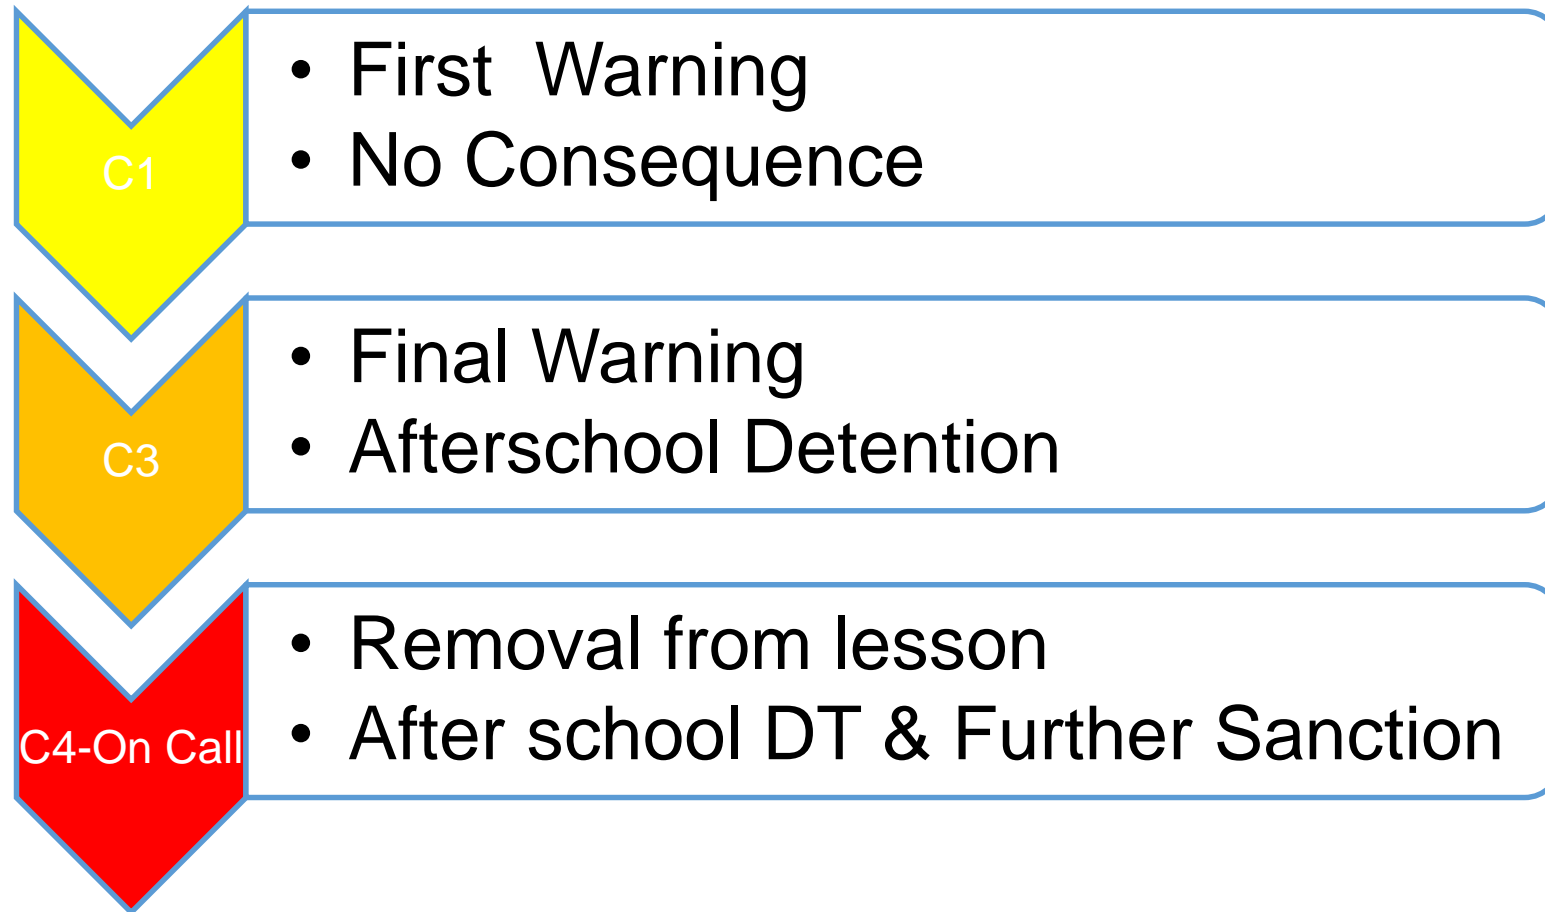 C1
• First  Warning
• No Consequence
C3
• Final Warning
• Afterschool Detention
C4-On Call
• Removal from lesson
• After school DT & Further Sanction